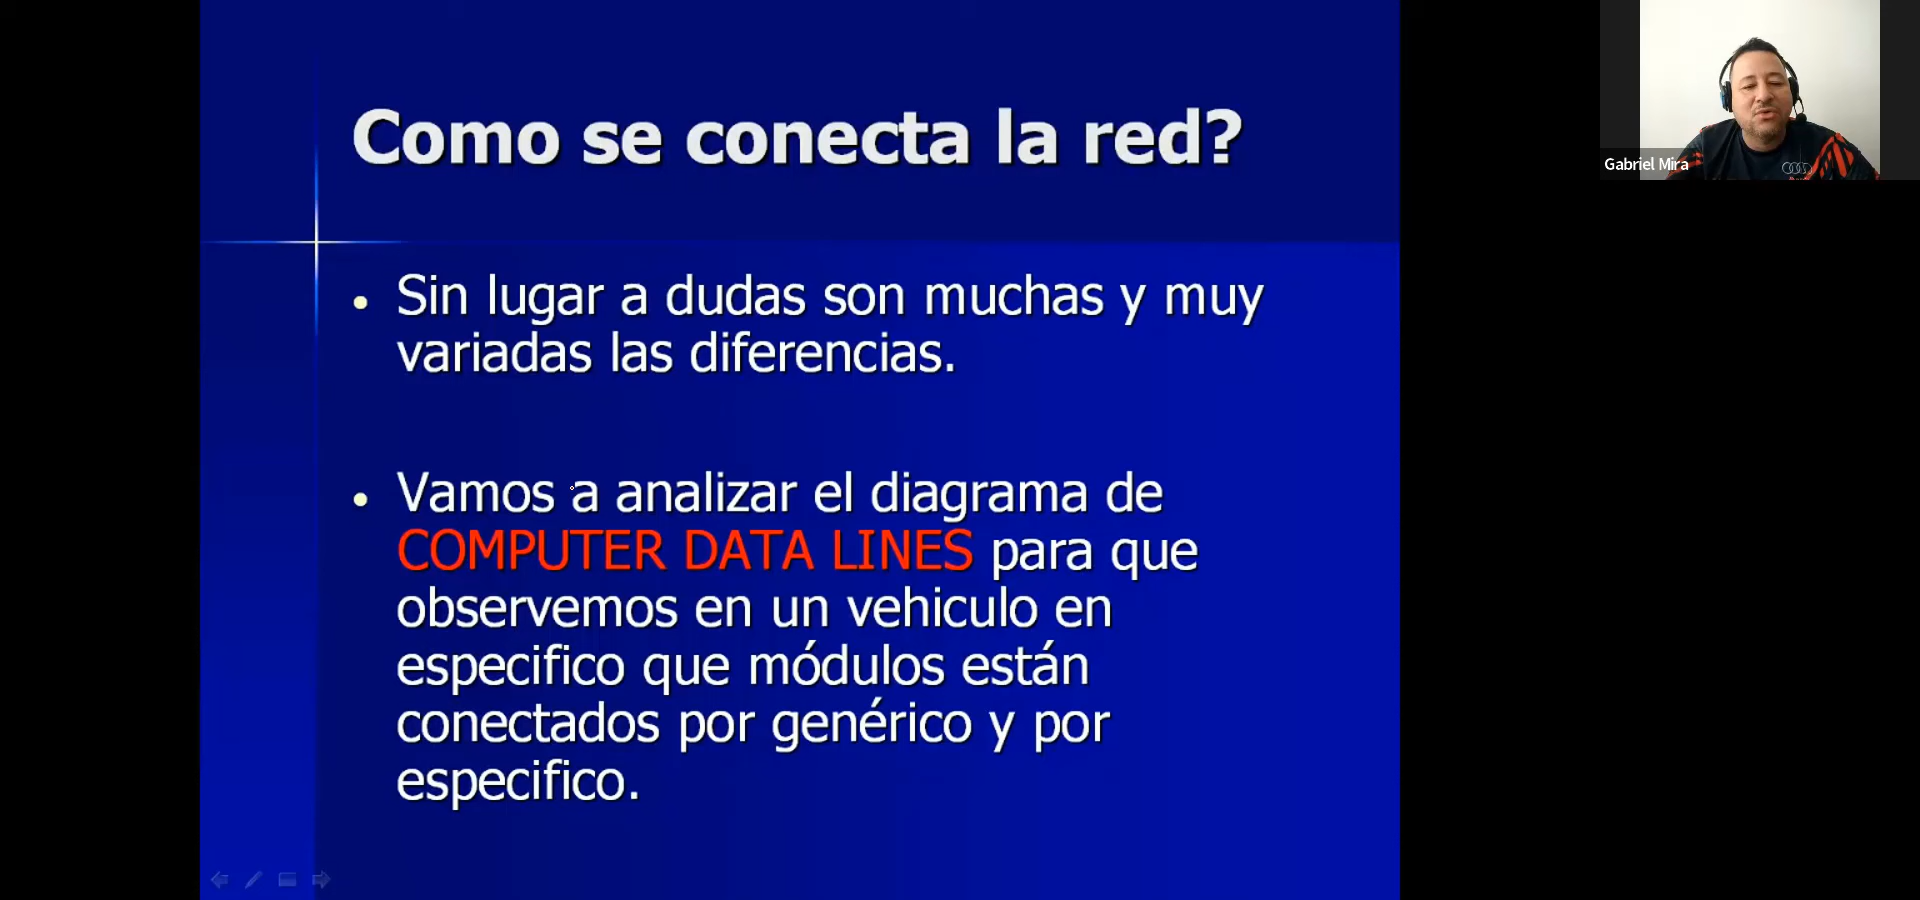 Como se conecta la red?
• Sin lugar a dudas son muchas y muy
variadas las diferencias.
• Vamos a analizar el diagrama de
COMPUTER DATA LINES para que
observemos en un vehiculo en
especifico que módulos están
conectados por genérico y por
especifico.
Gabriel Mira